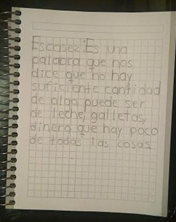 Escasez: Es una
palabra que nos
dice que no hay
suficiente cantidad
de algo puede ser
de leche, galletas,
dinero que hay poco
de todas las cosas